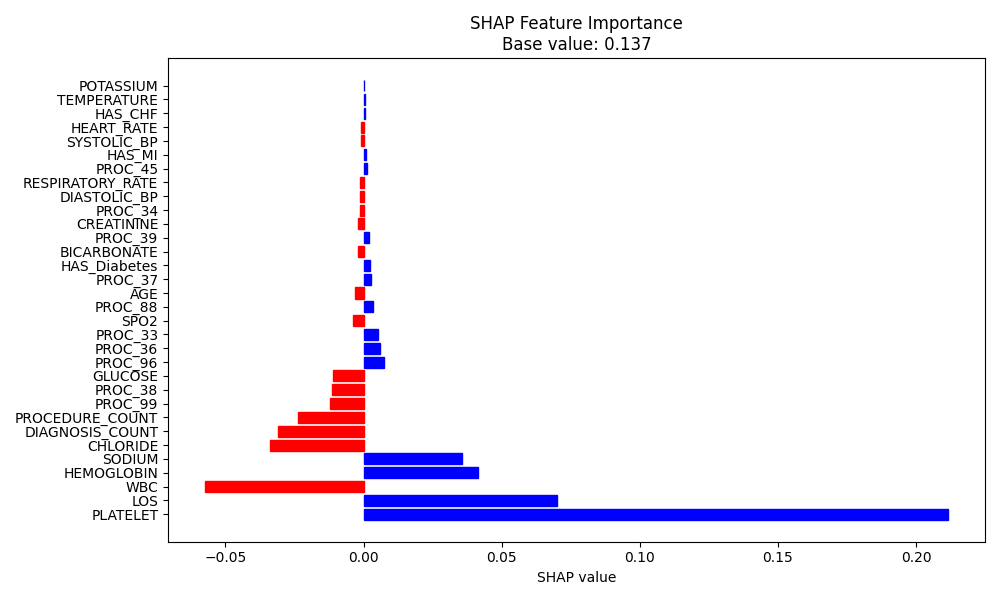 SHAP Feature Importance
Base value: 0.137
POTASSIUM
TEMPERATURE
HAS_CHF
HEART_RATE
SYSTOLIC_BP
HAS_MI
PROC_45
RESPIRATORY_RATE
DIASTOLIC_BP
PROC_34
CREATININE
PROC_39
BICARBONATE
HAS_Diabetes
PROC_37
AGE
PROC_88
SPO2
PROC_33
PROC_36
PROC_96
GLUCOSE
PROC_38
PROC_99
PROCEDURE_COUNT
DIAGNOSIS_COUNT
CHLORIDE
SODIUM
HEMOGLOBIN
WBC
LOS
PLATELET
−0.05 0.00 0.05 0.10 0.15 0.20
SHAP value